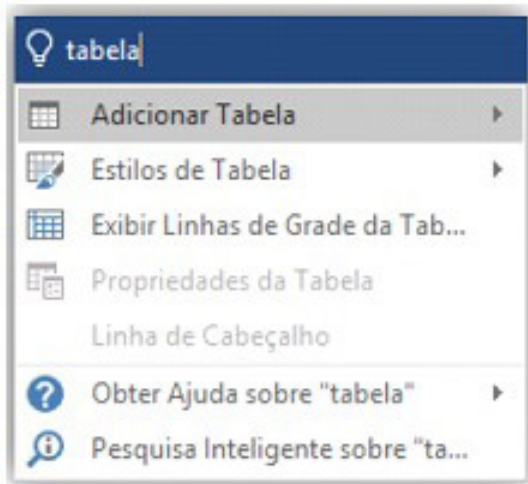 tabela
Adicionar Tabela
Estilos de Tabela
Exibir Linhas de Grade da Tab...
Propriedades da Tabela
Linha de Cabeçalho
Obter Ajuda sobre "tabela"
Pesquisa Inteligente sobre "ta...